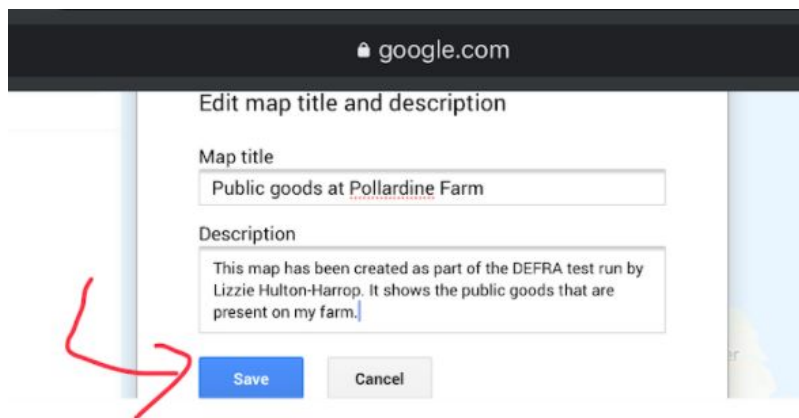 google.com
Edit map title and description
Map title
Public goods at Pollardine Farm
Description
This map has been created as part of the DEFRA test run by
Lizzie Hulton-Harrop. It shows the public goods that are
present on my farm.
Save
Cancel
er